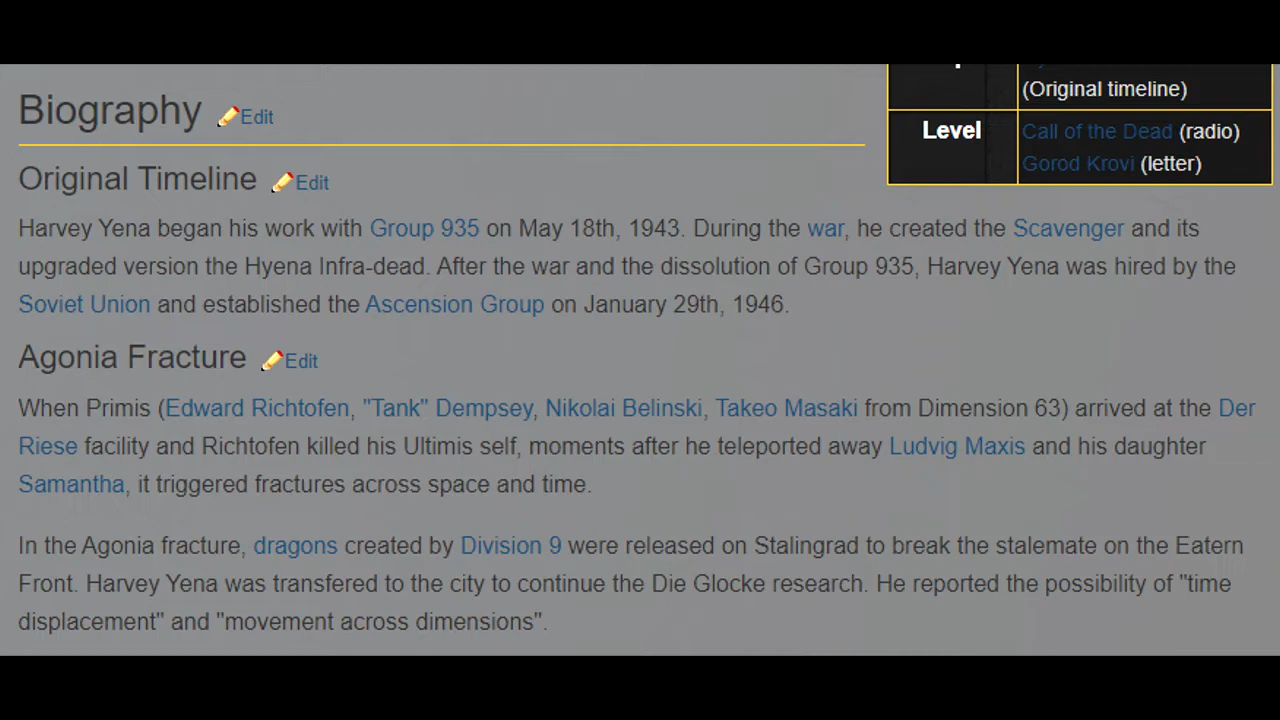 (Original timeline)
Biography Edit
Level Call of the Dead (radio)
Gorod Krovi (letter)
Original Timeline Edit
Harvey Yena began his work with Group 935 on May 18th, 1943. During the war, he created the Scavenger and its
upgraded version the Hyena Infra-dead. After the war and the dissolution of Group 935, Harvey Yena was hired by the
Soviet Union and established the Ascension Group on January 29th, 1946.
Agonia Fracture Edit
When Primis (Edward Richtofen, "Tank" Dempsey, Nikolai Belinski, Takeo Masaki from Dimension 63) arrived at the Der
Riese facility and Richtofen killed his Ultimis self, moments after he teleported away Ludvig Maxis and his daughter
Samantha, it triggered fractures across space and time.
In the Agonia fracture, dragons created by Division 9 were released on Stalingrad to break the stalemate on the Eatern
Front. Harvey Yena was transfered to the city to continue the Die Glocke research. He reported the possibility of "time
displacement" and "movement across dimensions".